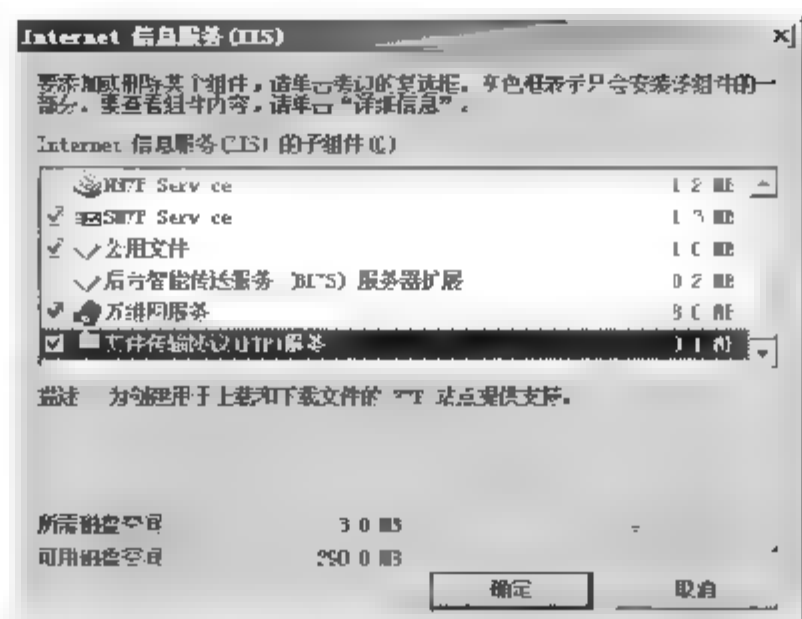 Internet 信息服务(IIS)
要添加或删除某个组件，请单击旁边的复选框。灰色框表示只会安装该组件的一
部分。要查看组件内容，请单击“详细信息”。
Internet 信息服务(IIS) 的子组件(C)
NNTP Service
SMTP Service
公用文件
后台智能传送服务 (BITS) 服务器扩展
万维网服务
文件传输协议(FTP)服务
描述 为创建用于上载和下载文件的 FTP 站点提供支持。
所需磁盘空间
可用磁盘空间
确定 取消